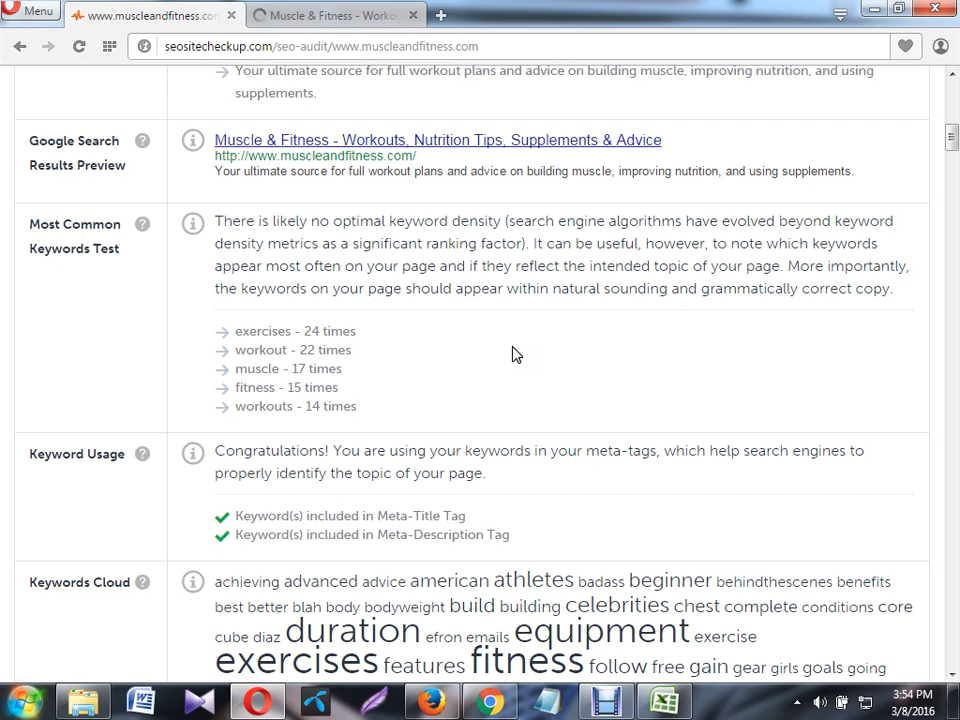 Menu
www.muscleandfitness.con
Muscle & Fitness - Workou
seositecheckup.com/seo-audit/www.muscleandfitness.com
Your ultimate source for full workout plans and advice on building muscle, improving nutrition, and using
supplements.
Google Search
Results Preview
Muscle & Fitness - Workouts, Nutrition Tips, Supplements & Advice
http://www.muscleandfitness.com/
Your ultimate source for full workout plans and advice on building muscle, improving nutrition, and using supplements.
Most Common
Keywords Test
There is likely no optimal keyword density (search engine algorithms have evolved beyond keyword
density metrics as a significant ranking factor). It can be useful, however, to note which keywords
appear most often on your page and if they reflect the intended topic of your page. More importantly,
the keywords on your page should appear within natural sounding and grammatically correct copy.
exercises - 24 times
workout - 22 times
muscle - 17 times
fitness - 15 times
workouts - 14 times
Keyword Usage
Congratulations! You are using your keywords in your meta-tags, which help search engines to
properly identify the topic of your page.
Keyword(s) included in Meta-Title Tag
Keyword(s) included in Meta-Description Tag
Keywords Cloud
achieving advanced advice american athletes badass beginner behindthescenes benefits
best better blah body bodyweight build building celebrities chest complete conditions core
cube diaz duration efron emails equipment exercise
exercises features fitness follow free gain gear girls goals going
3:54 PM
3/8/2016